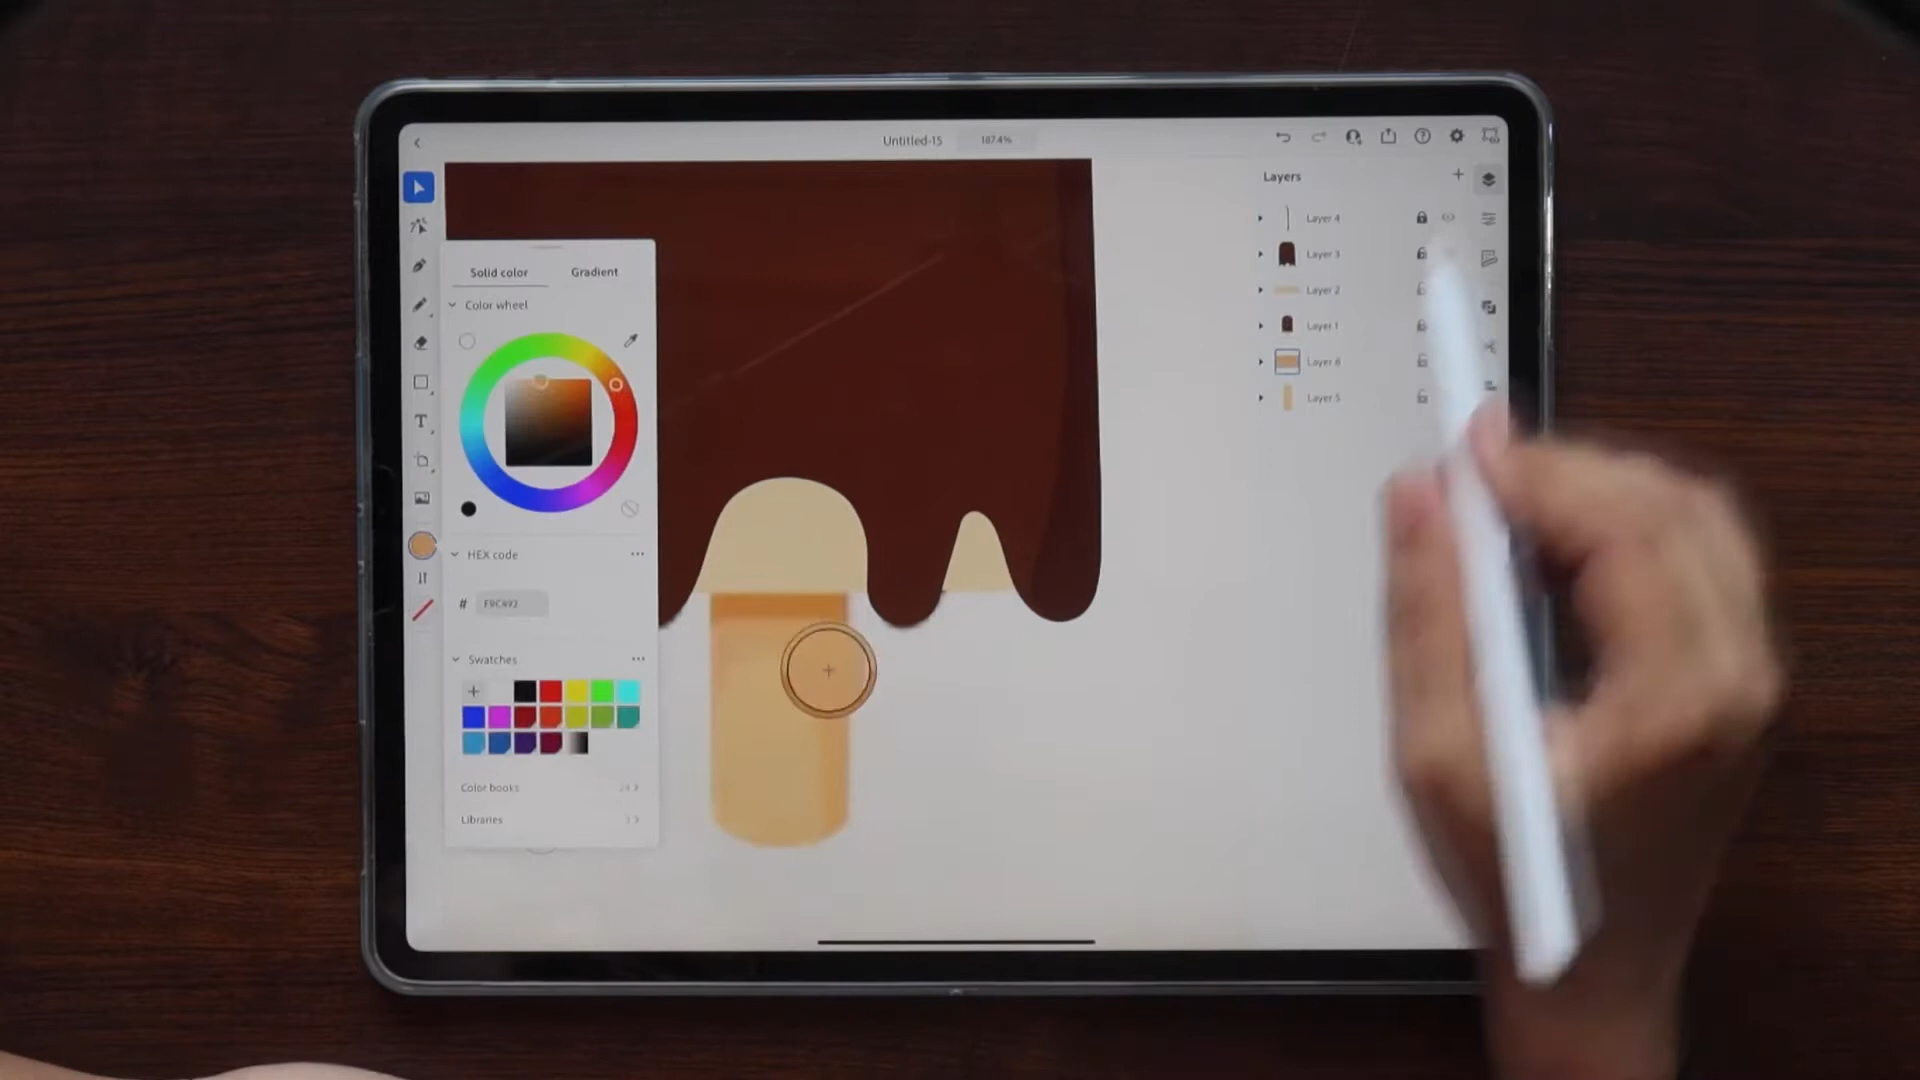 Untitled-15 187.4%
Layers
Layer 4
Layer 3
Layer 2
Layer 1
Layer 6
Layer 5
Solid color Gradient
Color wheel
T
HEX code
#
Swatches
Color books
Libraries